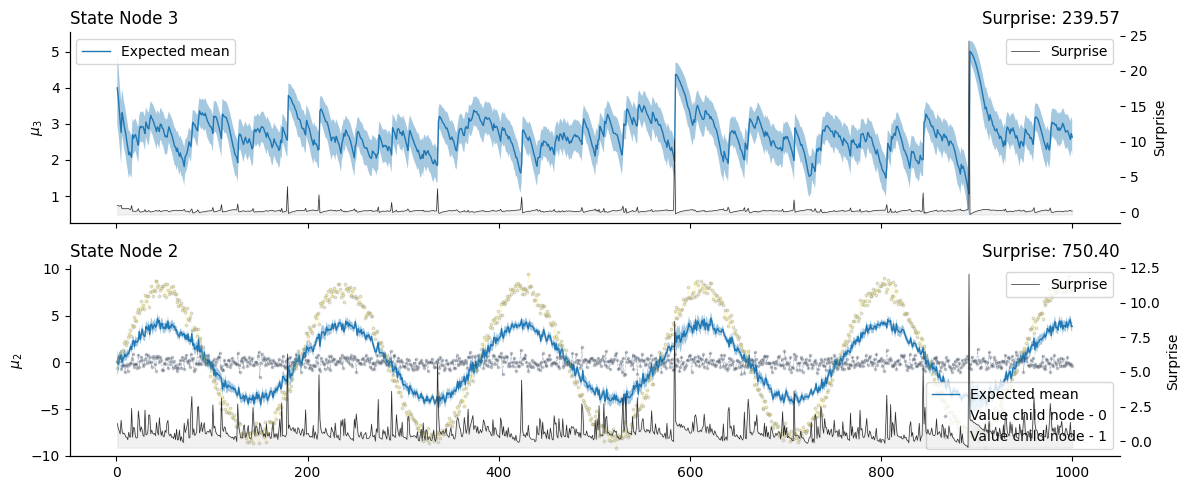 State Node 3
Surprise: 239.57
Expected mean
Surprise
μ3
5
4
3
2
1
25
20
15
10
5
0
Surprise
State Node 2
Surprise: 750.40
Surprise
μ2
10
5
0
−5
−10
12.5
10.0
7.5
5.0
2.5
0.0
Surprise
Expected mean
Value child node - 0
Value child node - 1
0
200
400
600
800
1000